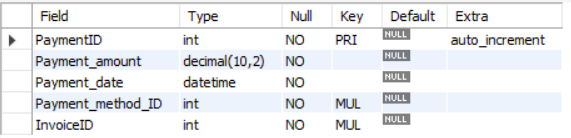 Field Type Null Key Default Extra
PaymentID int NO PRI NULL auto_increment
Payment_amount decimal(10,2) NO NULL
Payment_date datetime NO NULL
Payment_method_ID int NO MUL NULL
InvoiceID int NO MUL NULL